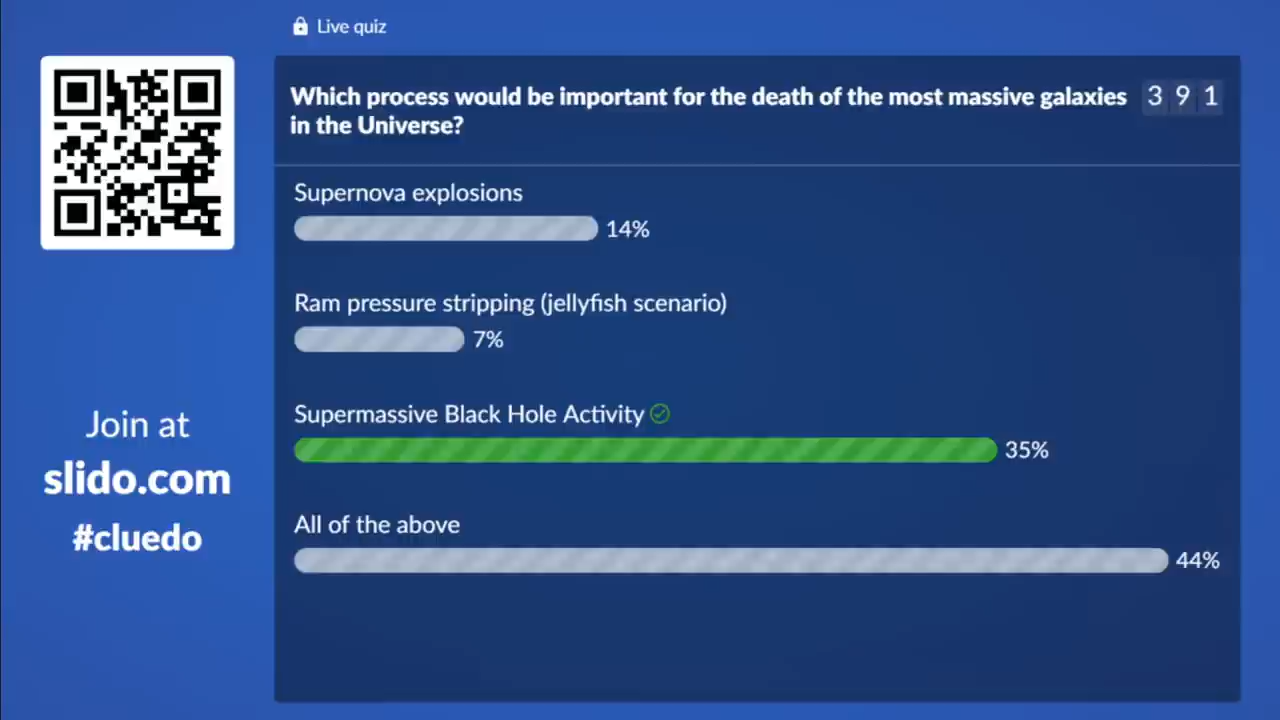 Live quiz
Which process would be important for the death of the most massive galaxies
in the Universe?
3 9 1
Supernova explosions
14%
Ram pressure stripping (jellyfish scenario)
7%
Supermassive Black Hole Activity
35%
All of the above
44%
Join at
slido.com
#cluedo